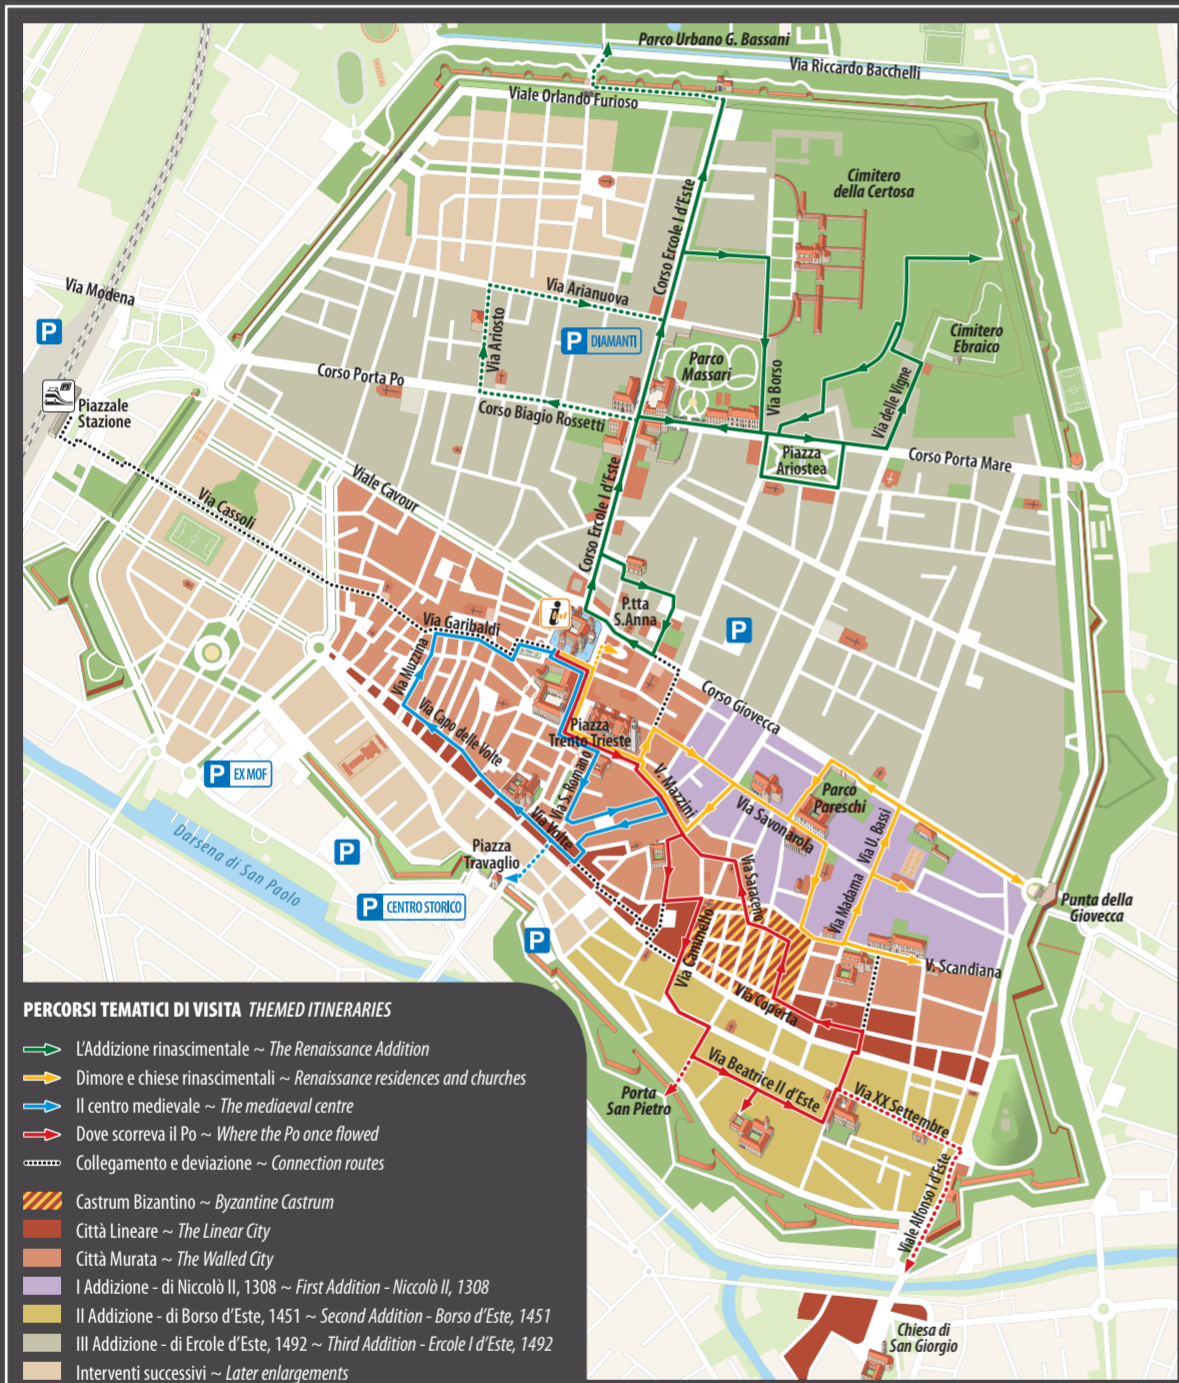 Parco Urbano G. Bassani
Via Riccardo Bacchelli
Viale Orlando Furioso
Cimitero
della Certosa
Corso Ercole I d'Este
Via Modena
P
Via Arianuova
P DIAMANTI
Via Ariosto
Cimitero
Ebraico
Parco
Massari
Corso Porta Po
Via Borso
Via delle Vigne
Piazzale
Stazione
Corso Biagio Rossetti
Piazza
Ariostea
Corso Porta Mare
Viale Cavour
Via Cassoli
Corso Ercole I d'Este
P.tta
S.Anna
P
Via Garibaldi
Via Muzzina
Corso Giovecca
Via Capo delle Volte
Piazza
Trento Trieste
P EX MOF
V. Mazzini
Via S. Romano
Parco
Pareschi
Via Savonarola
Via U. Bassi
Via Volte
Darsena di San Paolo
P
Piazza
Travaglio
Via Saraceno
Via Madama
Punta della
Giovecca
P CENTRO STORICO
P
Via Cammello
V. Scandiana
Via Coperta
Via Beatrice II d'Este
Porta
San Pietro
Via XX Settembre
Viale Alfonso I d'Este
Chiesa di
San Giorgio
PERCORSI TEMATICI DI VISITA THEMED ITINERARIES
L'Addizione rinascimentale ~ The Renaissance Addition
Dimore e chiese rinascimentali ~ Renaissance residences and churches
Il centro medievale ~ The mediaeval centre
Dove scorreva il Po ~ Where the Po once flowed
Collegamento e deviazione ~ Connection routes
Castrum Bizantino ~ Byzantine Castrum
Città Lineare ~ The Linear City
Città Murata ~ The Walled City
I Addizione - di Niccolò II, 1308 ~ First Addition - Niccolò II, 1308
II Addizione - di Borso d'Este, 1451 ~ Second Addition - Borso d'Este, 1451
III Addizione - di Ercole d'Este, 1492 ~ Third Addition - Ercole I d'Este, 1492
Interventi successivi ~ Later enlargements